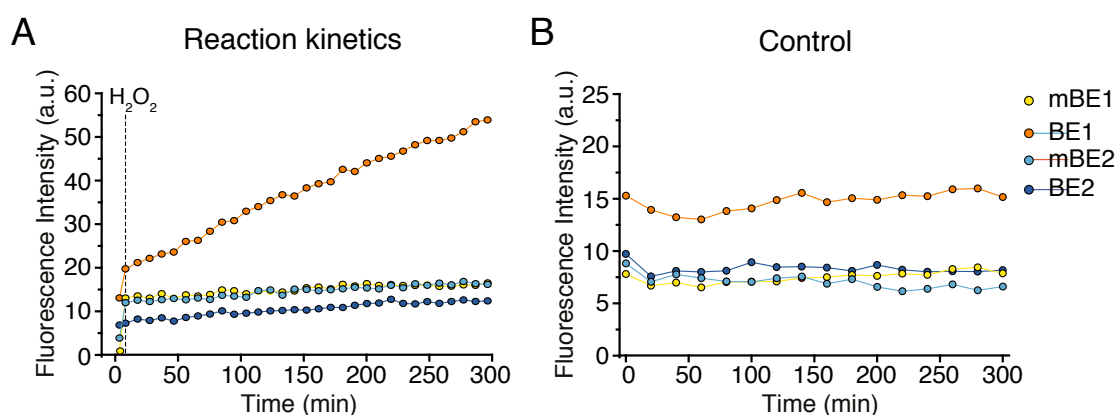 A
Reaction kinetics
H₂O₂
Fluorescence Intensity (a.u.)
60
50
40
30
20
10
0
0
50
100
150
200
250
300
Time (min)
B
Control
Fluorescence Intensity (a.u.)
25
20
15
10
5
0
0
50
100
150
200
250
300
Time (min)
mBE1
BE1
mBE2
BE2